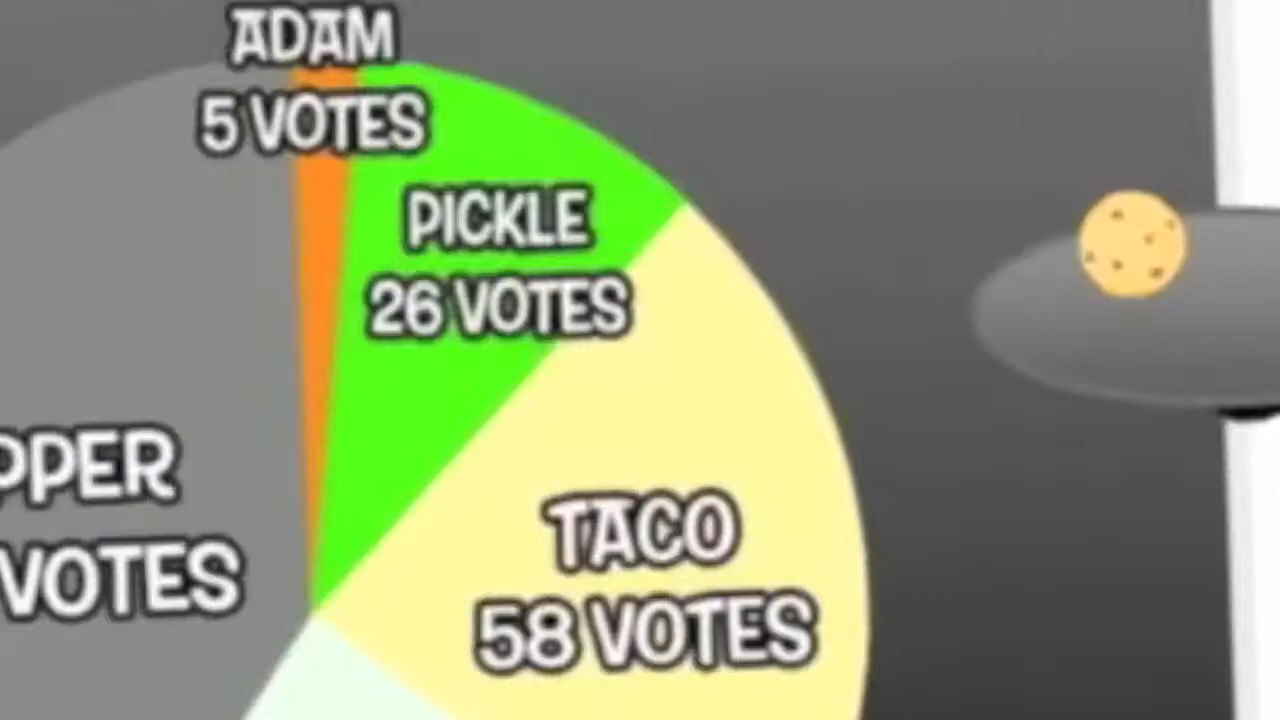 ADAM
5 VOTES
PICKLE
26 VOTES
PPER
VOTES
TACO
58 VOTES